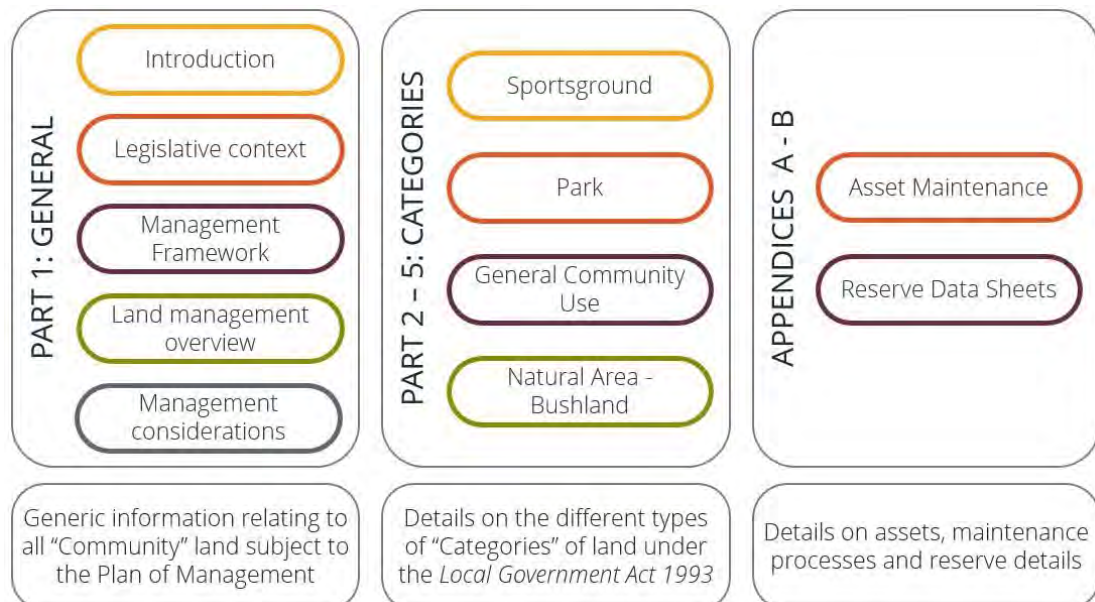 PART 1: GENERAL
Introduction
Legislative context
Management
Framework
Land management
overview
Management
considerations
Generic information relating to
all “Community” land subject to
the Plan of Management
PART 2 – 5: CATEGORIES
Sportsground
Park
General Community
Use
Natural Area -
Bushland
Details on the different types
of “Categories” of land under
the Local Government Act 1993
APPENDICES A - B
Asset Maintenance
Reserve Data Sheets
Details on assets, maintenance
processes and reserve details